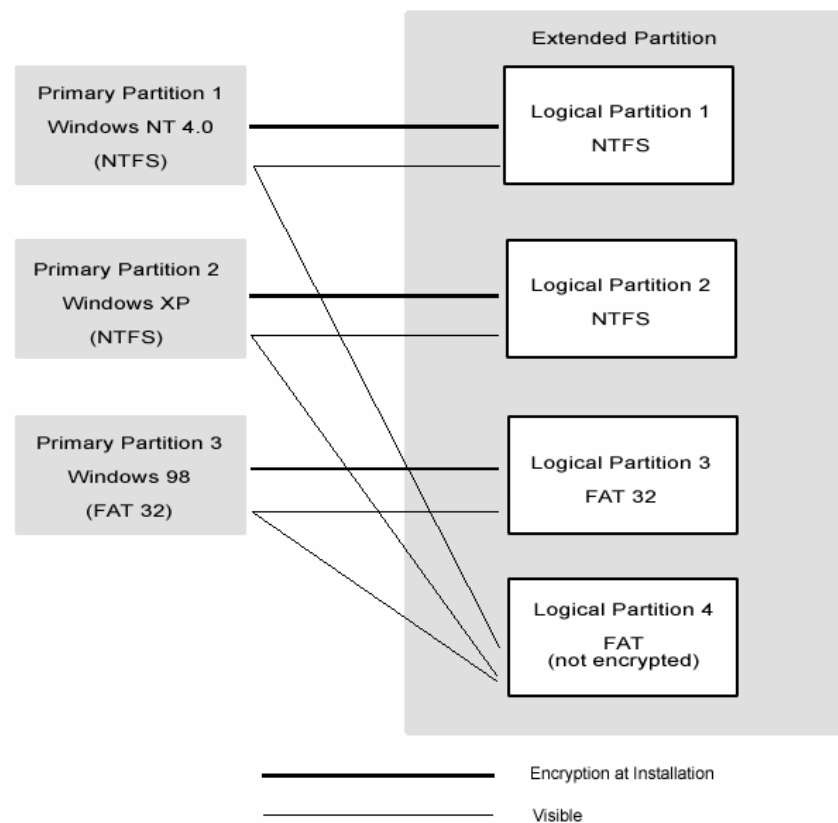 Extended Partition
Primary Partition 1
Windows NT 4.0
(NTFS)
Logical Partition 1
NTFS
Primary Partition 2
Windows XP
(NTFS)
Logical Partition 2
NTFS
Primary Partition 3
Windows 98
(FAT 32)
Logical Partition 3
FAT 32
Logical Partition 4
FAT
(not encrypted)
Encryption at Installation
Visible